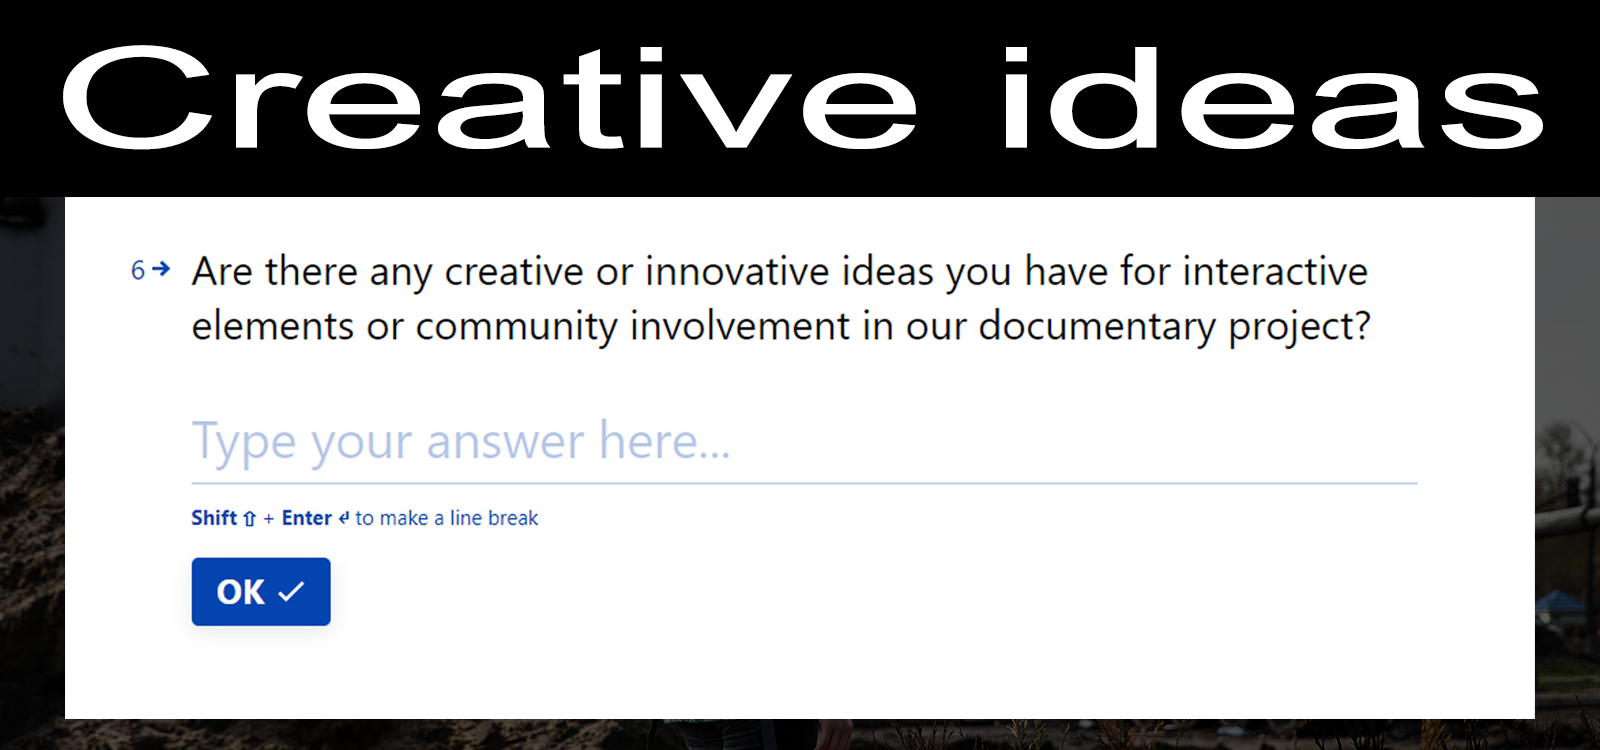 Creative ideas
6→ Are there any creative or innovative ideas you have for interactive
elements or community involvement in our documentary project?
Type your answer here...
Shift ⇧ + Enter ↵ to make a line break
OK ✓